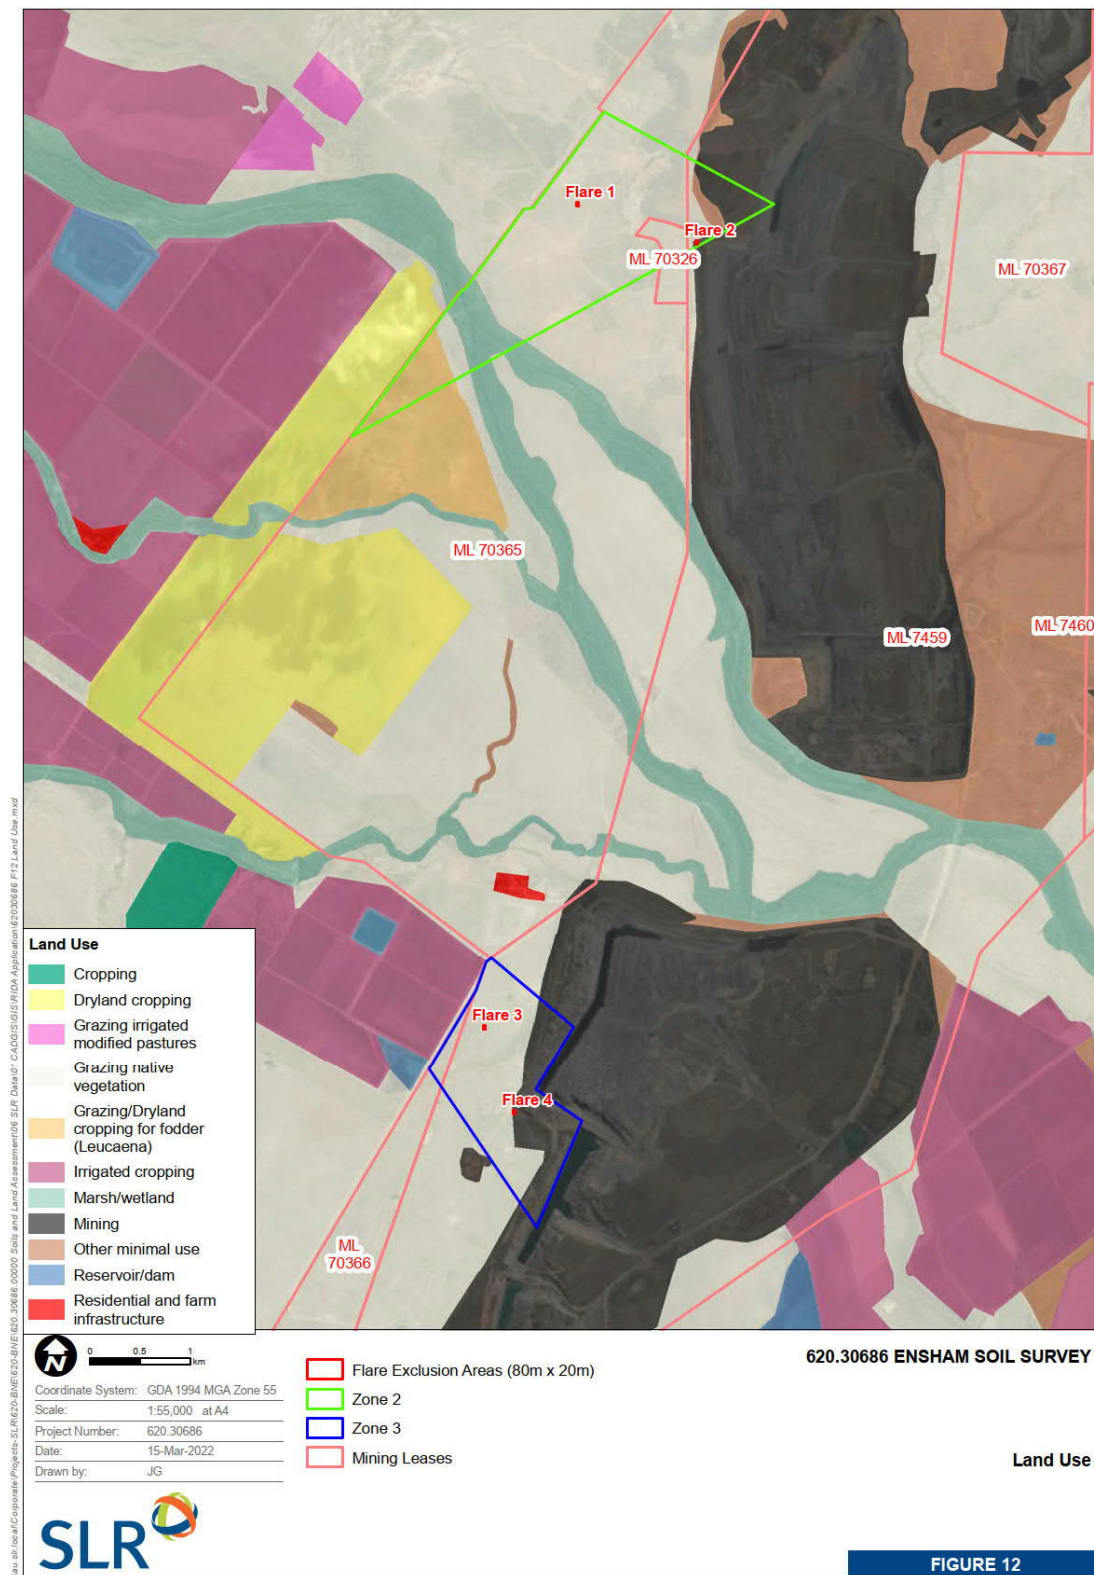 Flare 1
Flare 2
ML 70326
ML 70367
ML 70365
ML 7459
ML 7460
Flare 3
Flare 4
ML
70366
Land Use
Cropping
Dryland cropping
Grazing irrigated
modified pastures
Grazing native
vegetation
Grazing/Dryland
cropping for fodder
(Leucaena)
Irrigated cropping
Marsh/wetland
Mining
Other minimal use
Reservoir/dam
Residential and farm
infrastructure
N
0 0.5 1
km
Coordinate System: GDA 1994 MGA Zone 55
Scale: 1:55,000 at A4
Project Number: 620.30686
Date: 15-Mar-2022
Drawn by: JG
SLR
Flare Exclusion Areas (80m x 20m)
Zone 2
Zone 3
Mining Leases
620.30686 ENSHAM SOIL SURVEY
Land Use
FIGURE 12